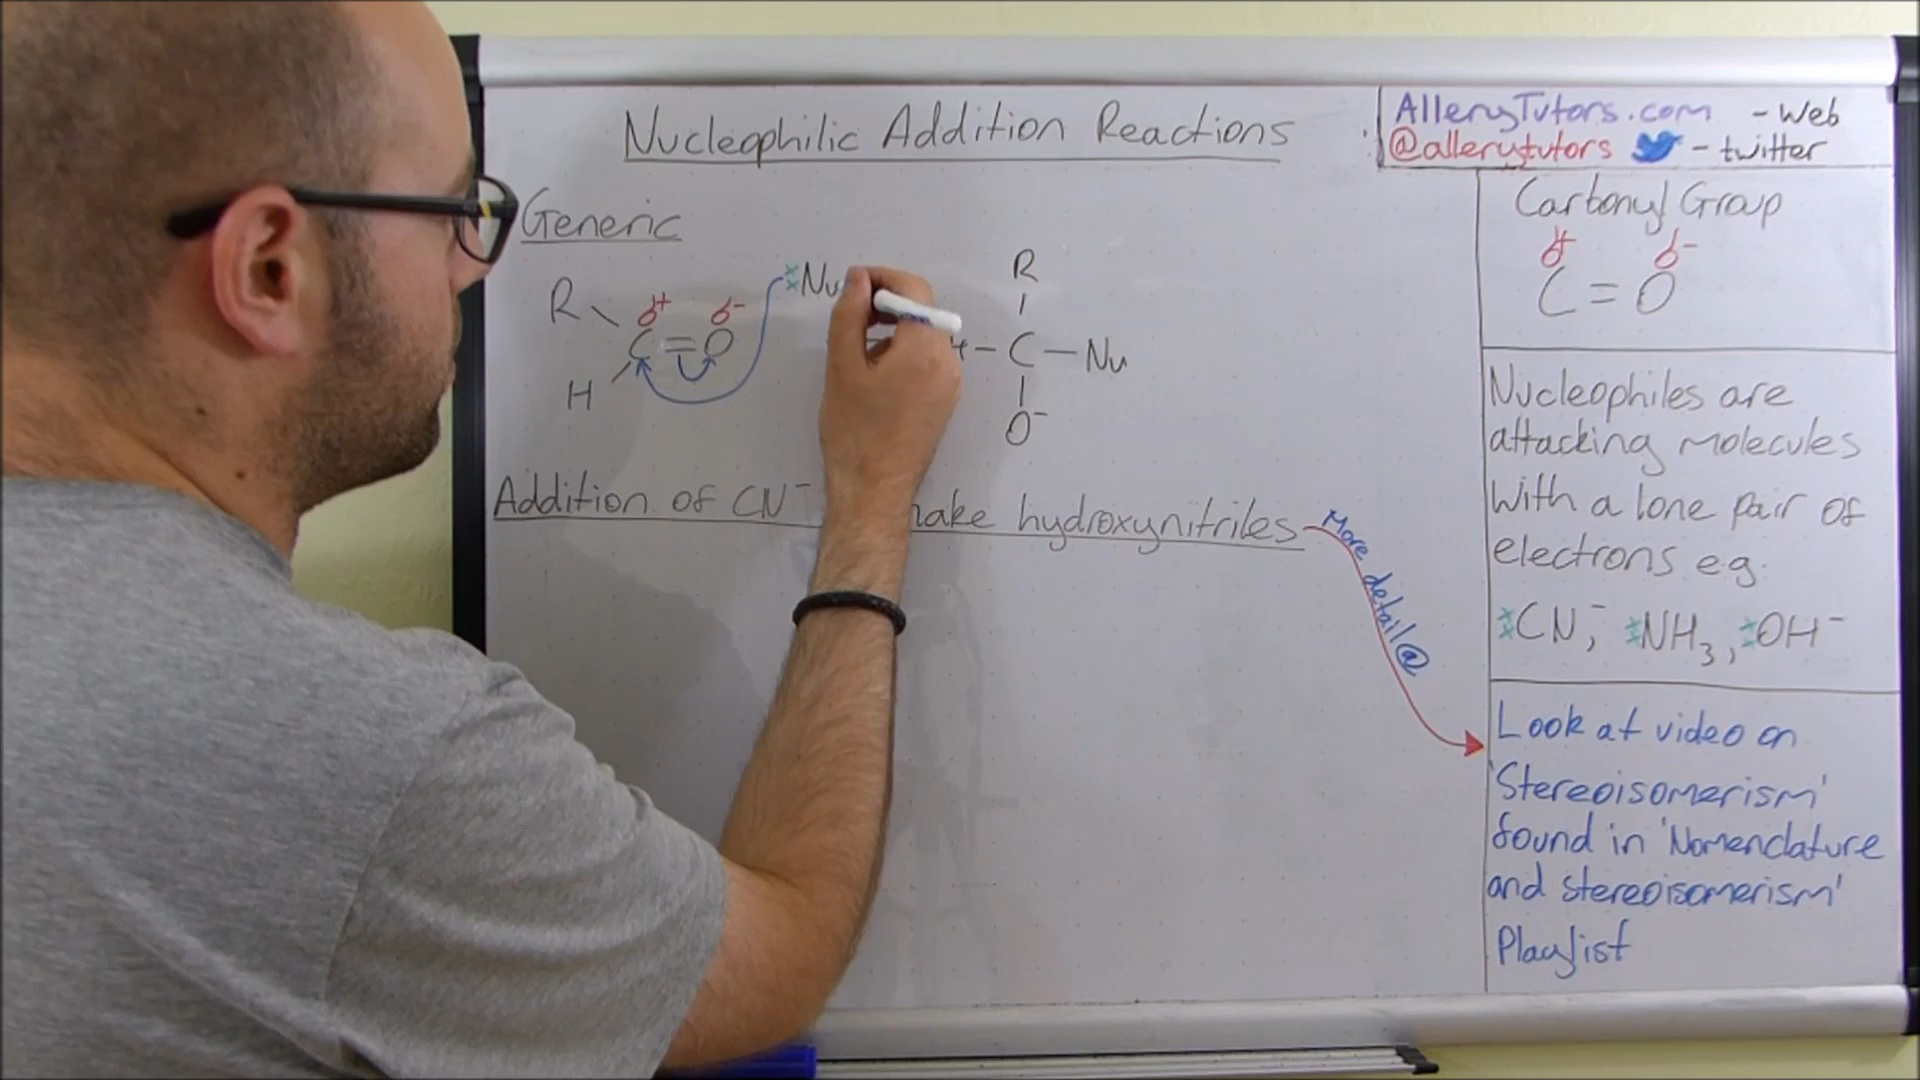 Nucleophilic Addition Reactions
AlleryTutors.com - Web
@allerytutors - twitter
Generic
R
δ+ δ-
C = O
H
:Nu
R
C - Nu
O-
Addition of CN- make hydroxynitriles
More detail @
Carbonyl Group
δ+ δ-
C = O
Nucleophiles are
attacking molecules
with a lone pair of
electrons e.g.
:CN-, :NH3, :OH-
Look at video on
'Stereoisomerism'
found in 'Nomenclature
and stereoisomerism'
Playlist